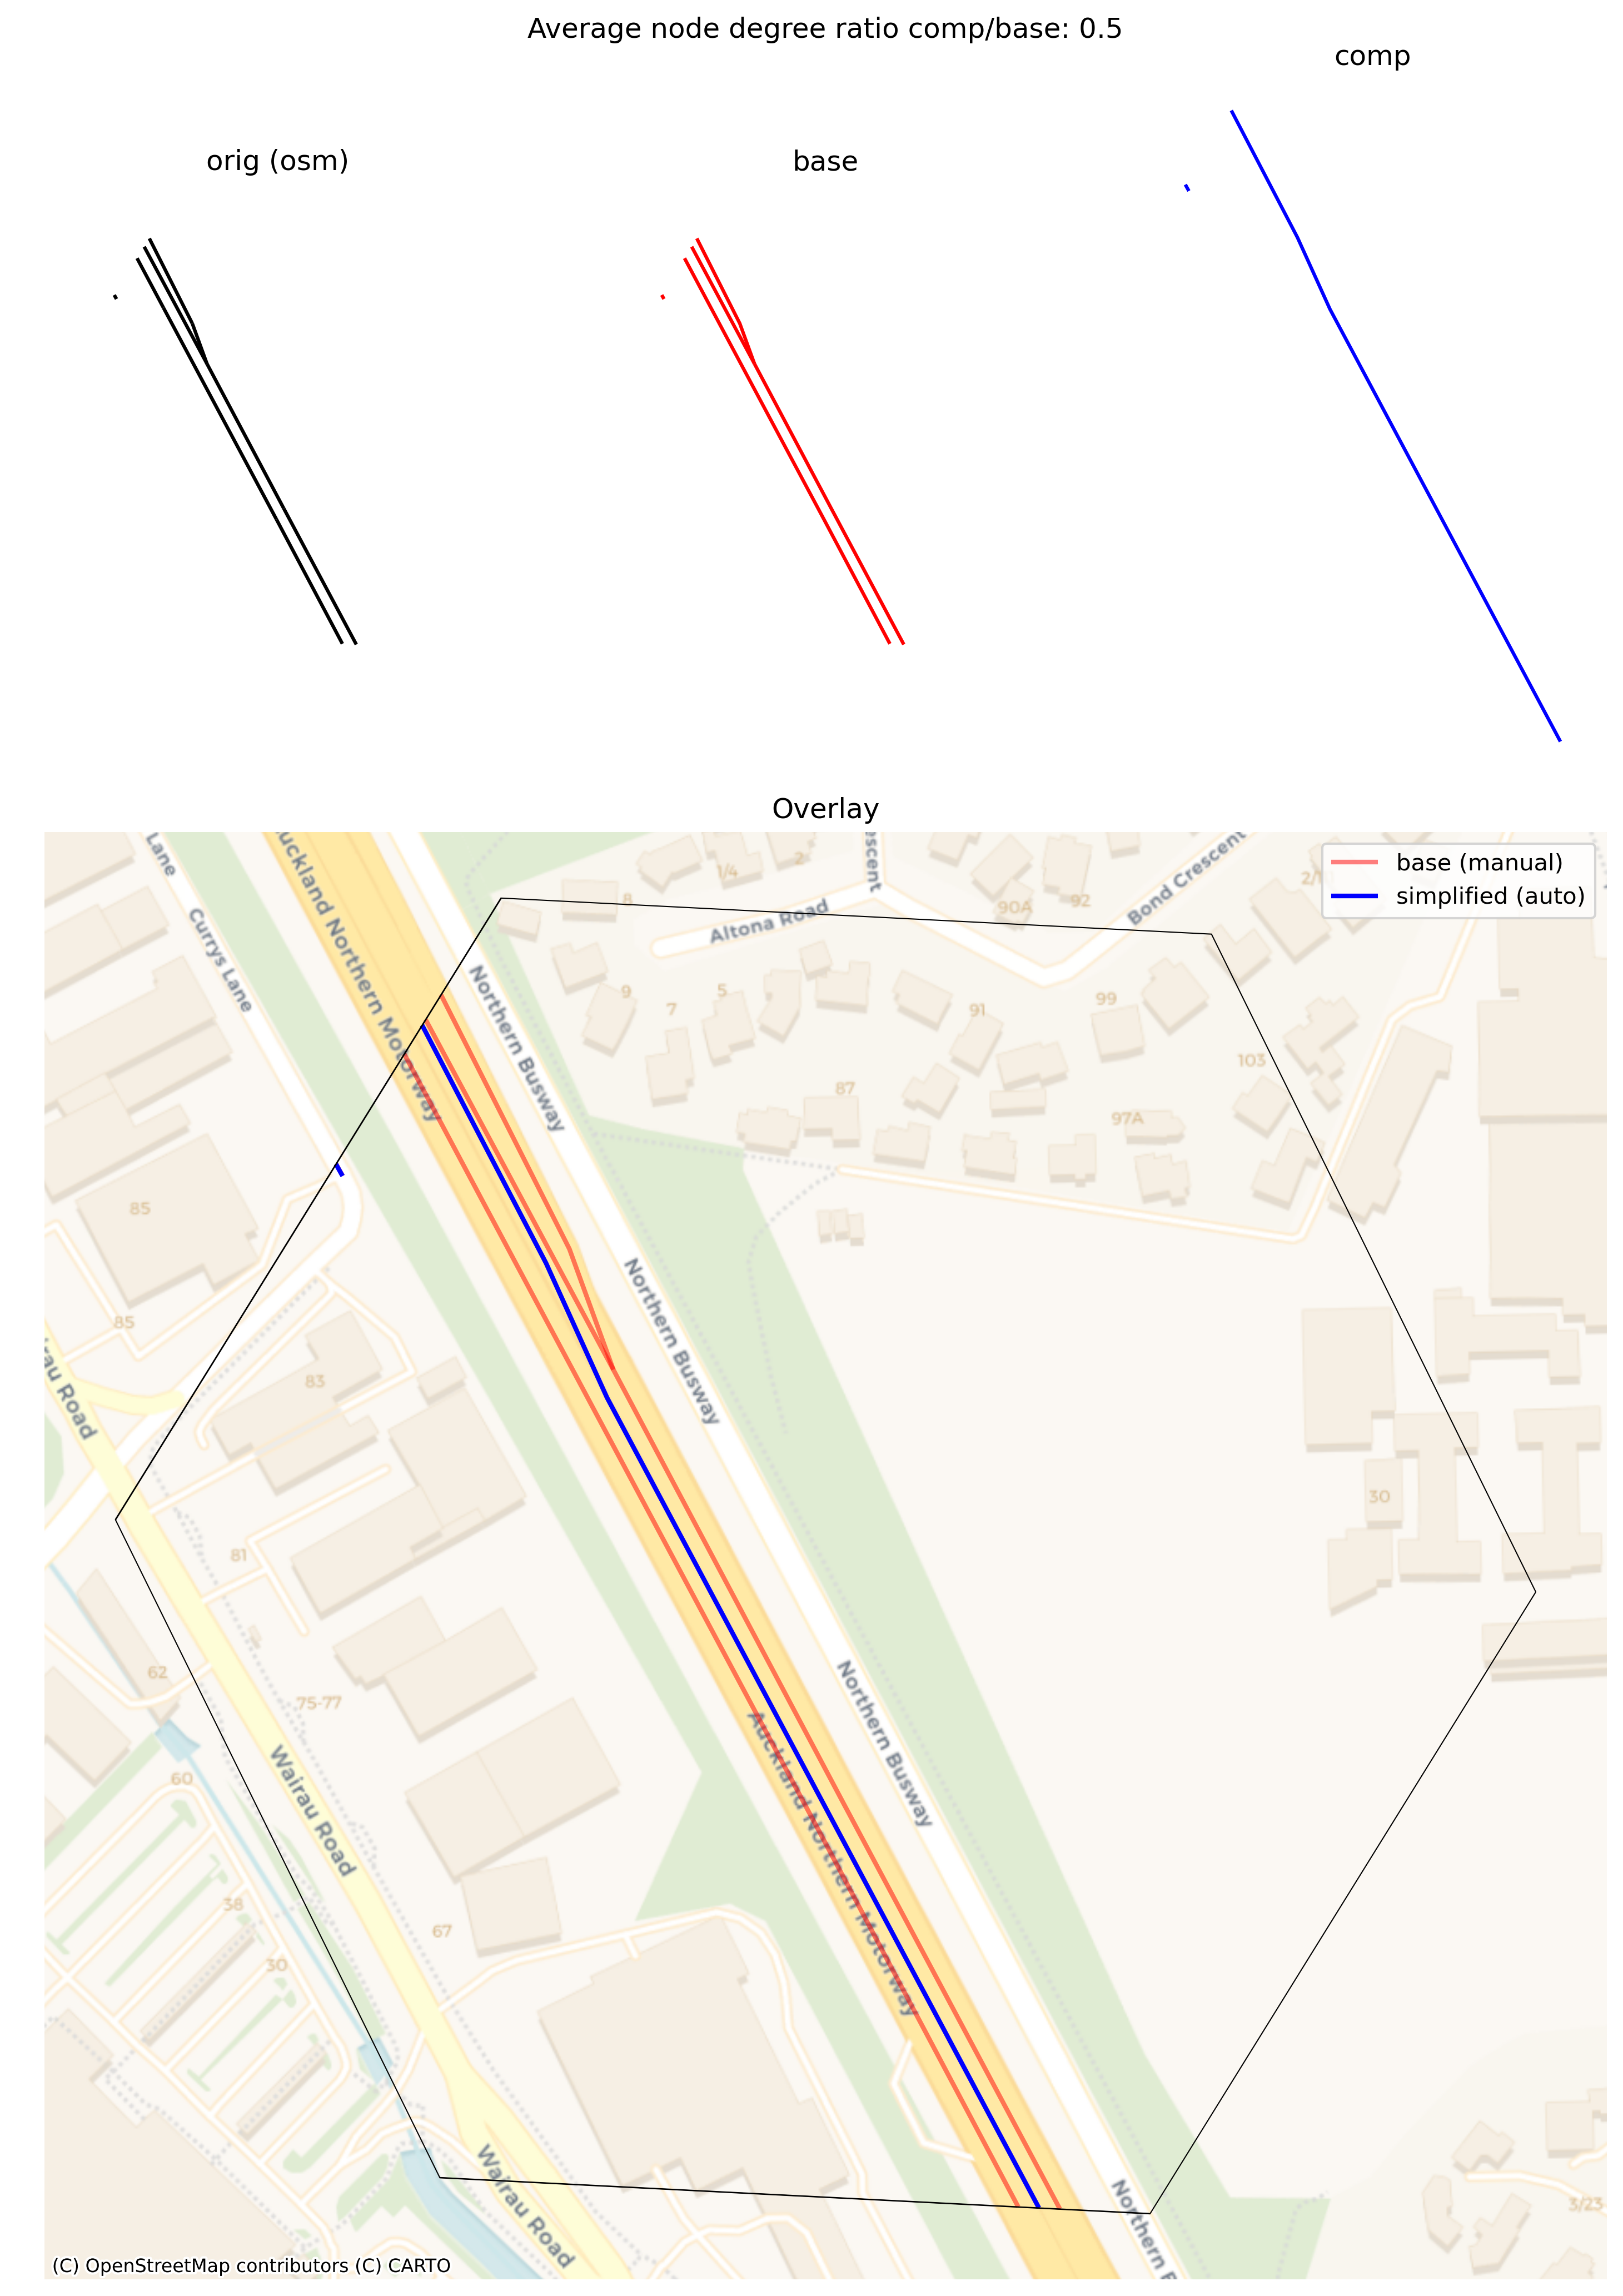 Average node degree ratio comp/base: 0.5
comp
orig (osm)
base
Overlay
base (manual)
simplified (auto)
Lane
Currys Lane
Auckland Northern Motorway
Northern Busway
Altona Road
Bond Crescent
8
1/4
2
90A
92
9
7
5
91
99
103
87
97A
85
85
83
Northern Busway
81
30
62
75-77
60
Wairau Road
Auckland Northern Motorway
Northern Busway
38
67
30
Wairau Road
3/23
(C) OpenStreetMap contributors (C) CARTO